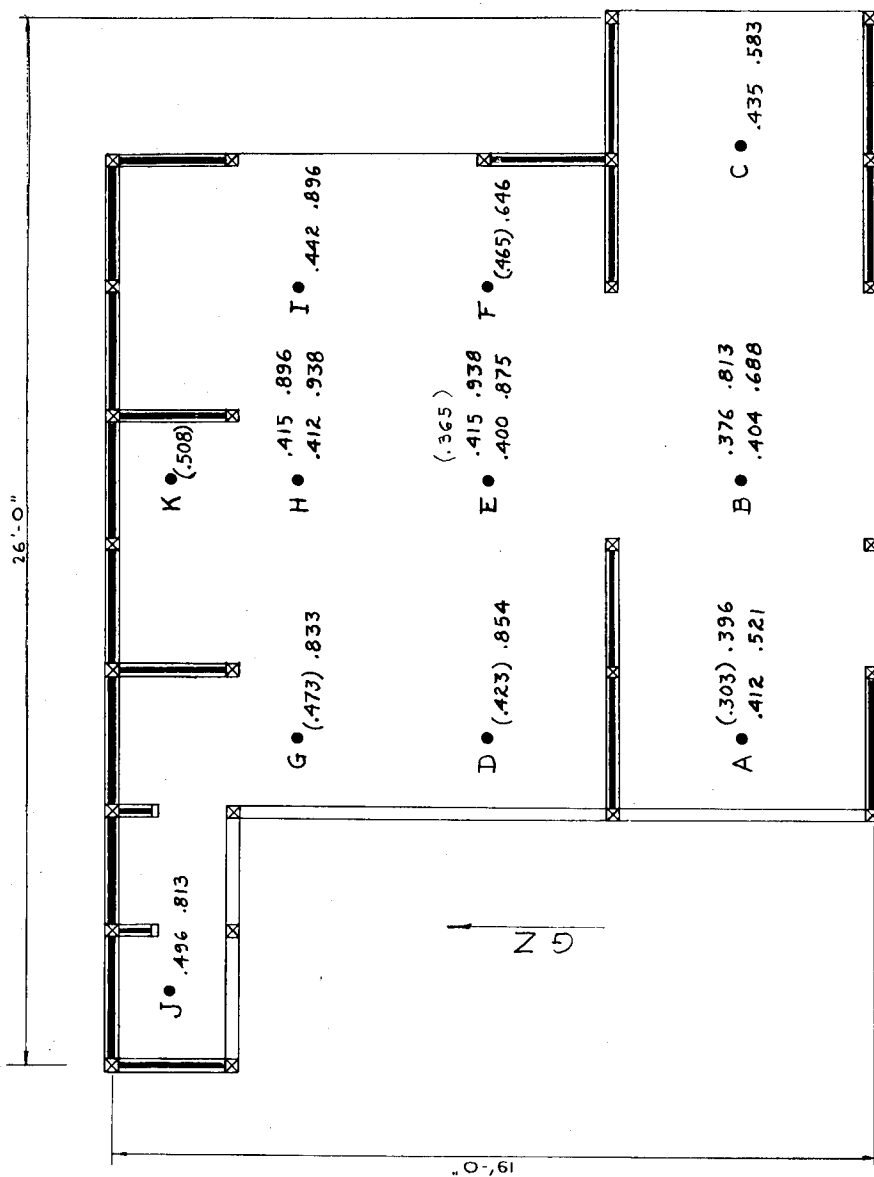 26'-0"
K
(.508)
I
.442 .896
H
.415 .896
.412 .938
G
(.473) .833
J
.496 .813
F
(.465) .646
(.365)
E
.415 .938
.400 .875
D
(.423) .854
C
.435 .583
B
.376 .813
.404 .688
A
(.303) .396
.412 .521
G Z
19'-0"